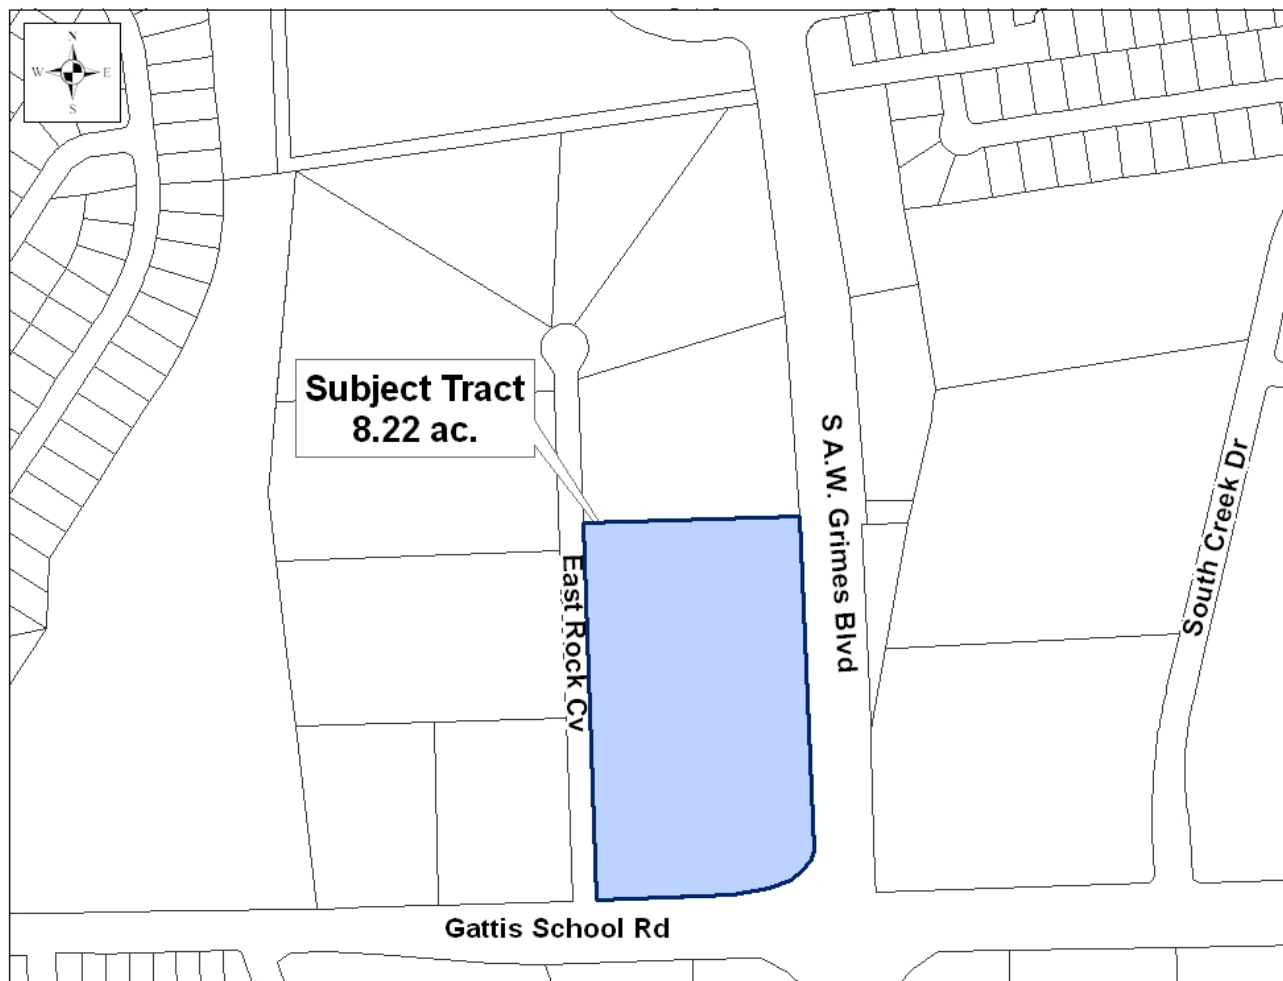 N
W E
S
Subject Tract
8.22 ac.
S A.W. Grimes Blvd
South Creek Dr
East Rock Cv
Gattis School Rd